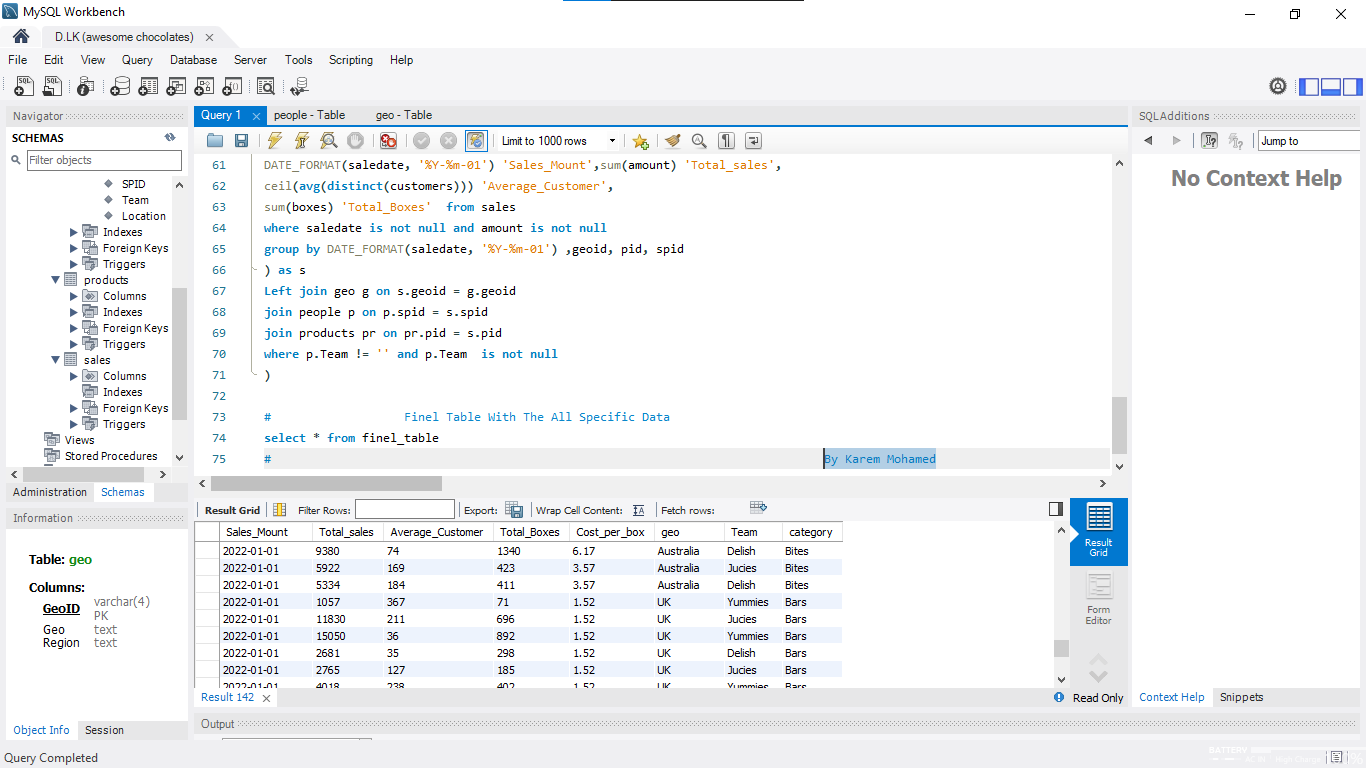 MySQL Workbench
D.LK (awesome chocolates)
File Edit View Query Database Server Tools Scripting Help
Navigator
SCHEMAS
Filter objects
SPID
Team
Location
Indexes
Foreign Keys
Triggers
products
Columns
Indexes
Foreign Keys
Triggers
sales
Columns
Indexes
Foreign Keys
Triggers
Views
Stored Procedures
Administration Schemas
Information
Table: geo
Columns:
GeoID varchar(4)
PK
Geo text
Region text
Object Info Session
Query 1 people - Table geo - Table
Limit to 1000 rows
61 DATE_FORMAT(saledate, '%Y-%m-01') 'Sales_Mount',sum(amount) 'Total_sales',
62 ceil(avg(distinct(customers))) 'Average_Customer',
63 sum(boxes) 'Total_Boxes'  from sales
64 where saledate is not null and amount is not null
65 group by DATE_FORMAT(saledate, '%Y-%m-01') ,geoid, pid, spid
66 ) as s
67 Left join geo g on s.geoid = g.geoid
68 join people p on p.spid = s.spid
69 join products pr on pr.pid = s.pid
70 where p.Team != '' and p.Team  is not null
71 )
72
73 # Finel Table With The All Specific Data
74 select * from finel_table
75 # By Karem Mohamed
Result Grid Filter Rows: Export: Wrap Cell Content: Fetch rows:
Sales_Mount Total_sales Average_Customer Total_Boxes Cost_per_box geo Team category
2022-01-01 9380 74 1340 6.17 Australia Delish Bites
2022-01-01 5922 169 423 3.57 Australia Jucies Bites
2022-01-01 5334 184 411 3.57 Australia Delish Bites
2022-01-01 1057 367 71 1.52 UK Yummies Bars
2022-01-01 11830 211 696 1.52 UK Jucies Bars
2022-01-01 15050 36 892 1.52 UK Yummies Bars
2022-01-01 2681 35 298 1.52 UK Delish Bars
2022-01-01 2765 127 185 1.52 UK Jucies Bars
2022-01-01 4018 238 402 1.52 UK Yummies Bars
Result Grid
Form Editor
Result 142
Read Only
Output
SQLAdditions
Jump to
No Context Help
Context Help Snippets
Query Completed
BATTERY